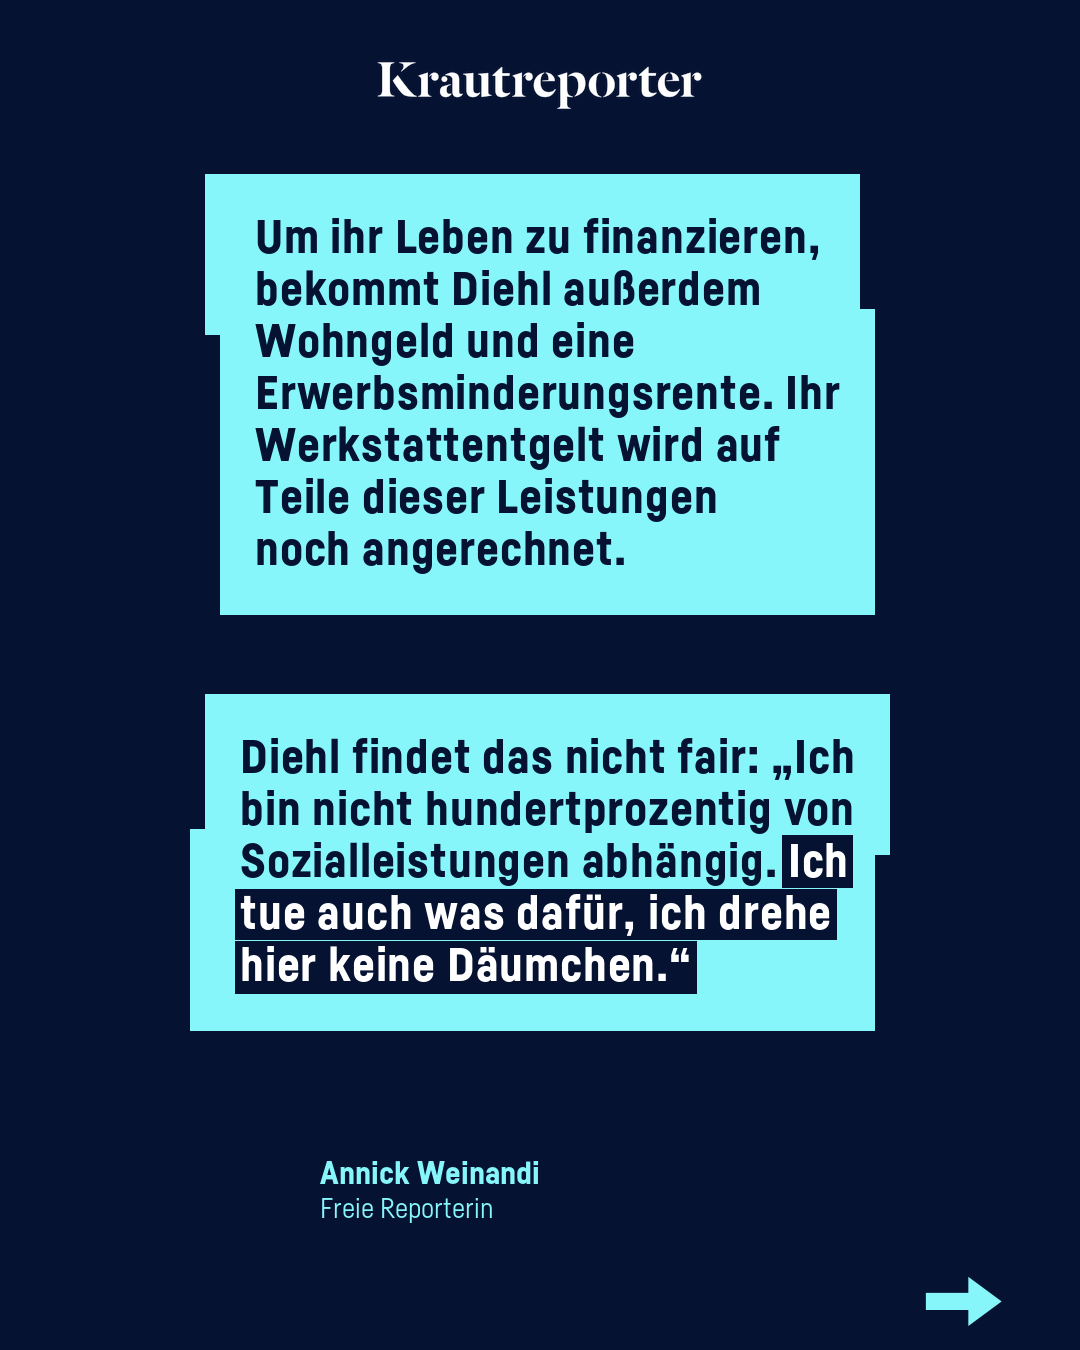 Krautreporter
Um ihr Leben zu finanzieren,
bekommt Diehl außerdem
Wohngeld und eine
Erwerbsminderungsrente. Ihr
Werkstattentgelt wird auf
Teile dieser Leistungen
noch angerechnet.
Diehl findet das nicht fair: „Ich
bin nicht hundertprozentig von
Sozialleistungen abhängig. Ich
tue auch was dafür, ich drehe
hier keine Däumchen.“
Annick Weinandi
Freie Reporterin